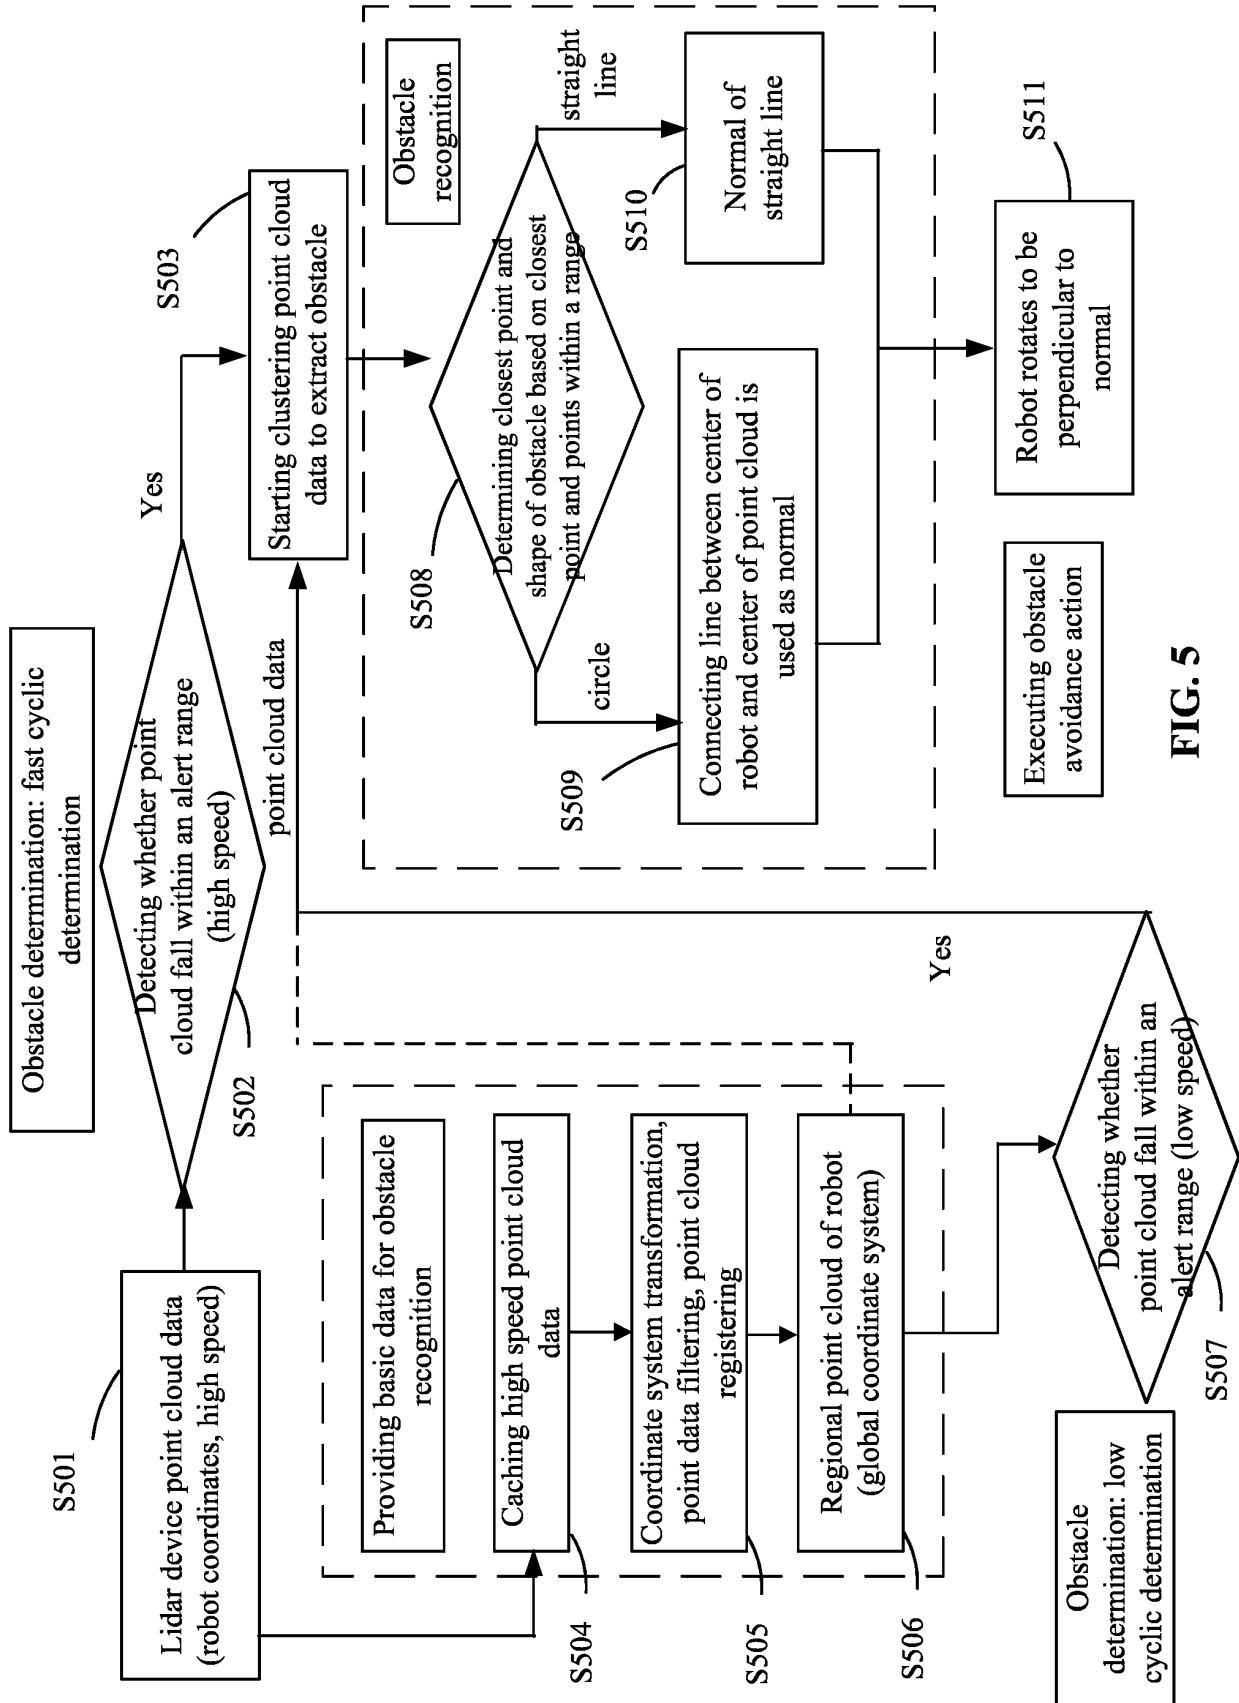 Obstacle determination: fast cyclic
determination
S501
Lidar device point cloud data
(robot coordinates, high speed)
Detecting whether point
cloud fall within an alert range
(high speed)
S502
Yes
S503
Starting clustering point cloud
data to extract obstacle
point cloud data
Providing basic data for obstacle
recognition
Caching high speed point cloud
data
S504
Coordinate system transformation,
point data filtering, point cloud
registering
S505
Regional point cloud of robot
(global coordinate system)
S506
Obstacle
determination: low
cyclic determination
Detecting whether
point cloud fall within an
alert range (low speed)
S507
Yes
Obstacle
recognition
Determining closest point and
shape of obstacle based on closest
point and points within a range
S508
circle
straight
line
S509
Connecting line between center of
robot and center of point cloud is
used as normal
S510
Normal of
straight line
Executing obstacle
avoidance action
S511
Robot rotates to be
perpendicular to
normal
FIG. 5